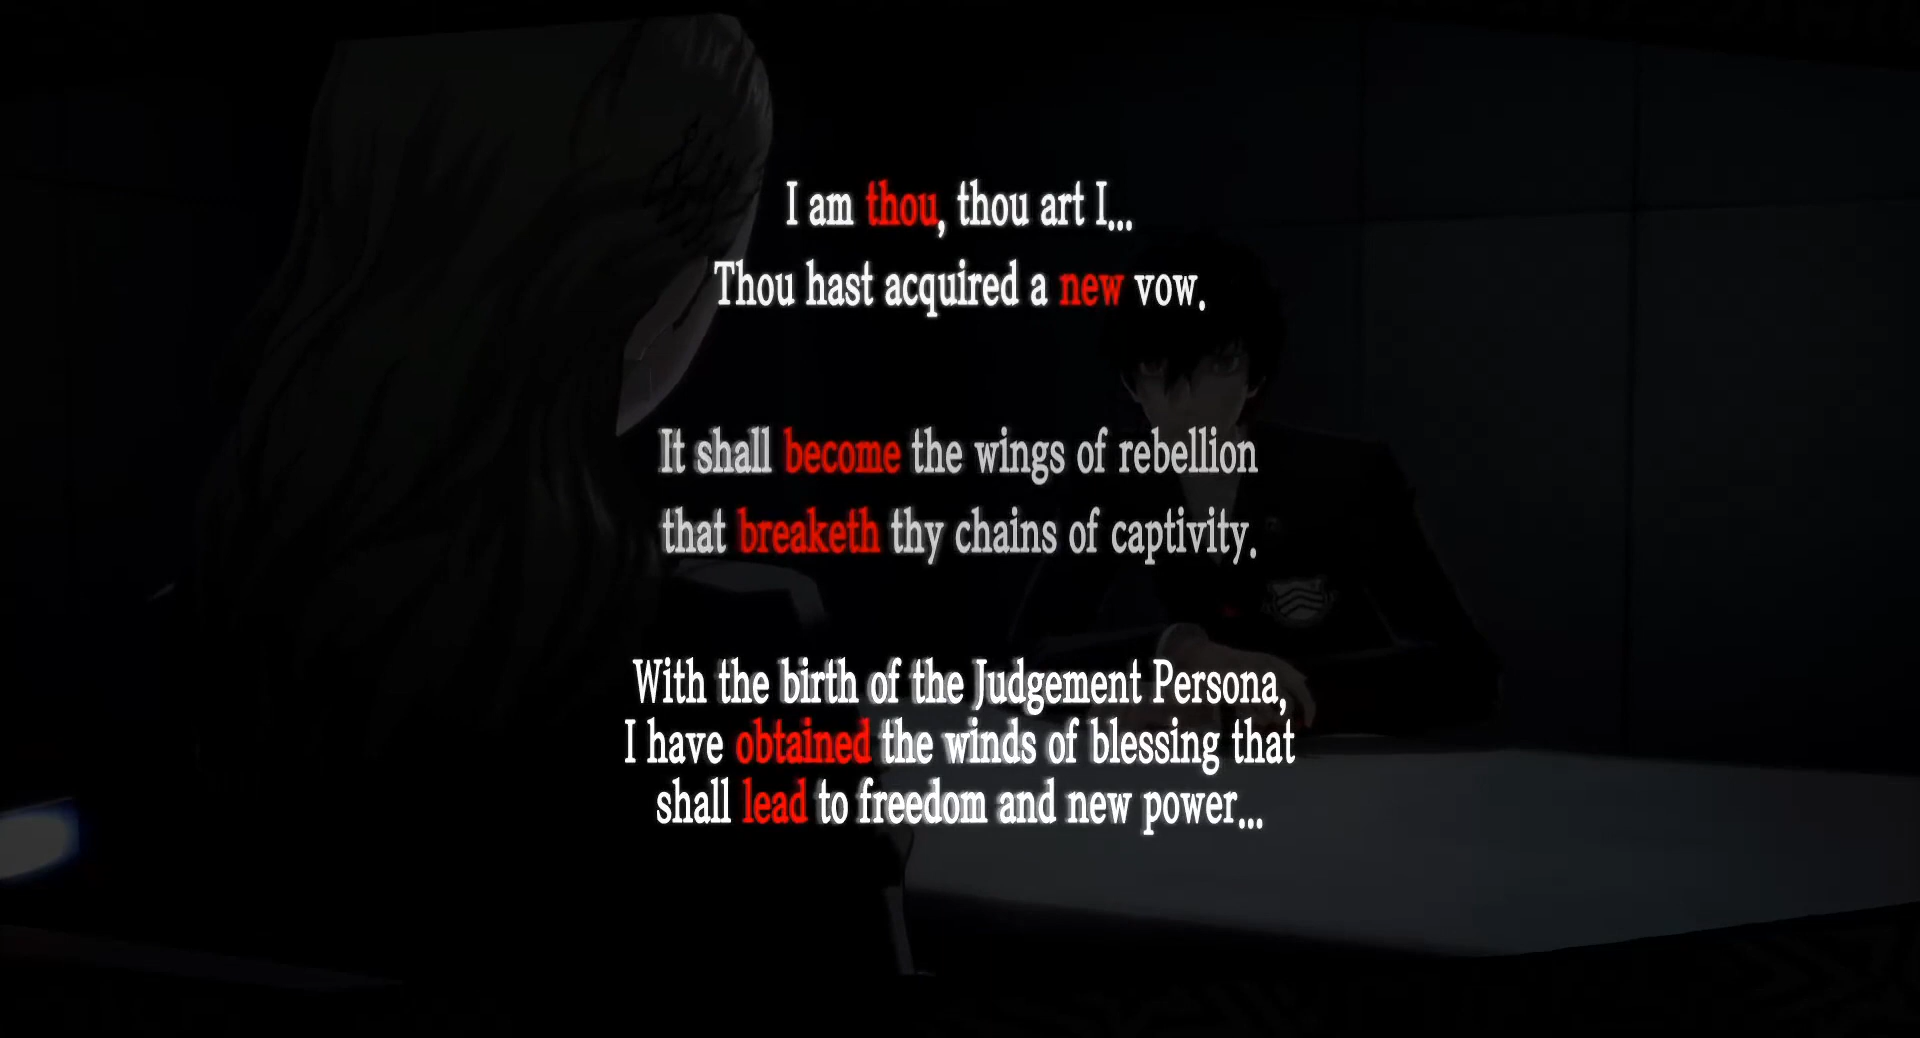 I am thou, thou art I...
Thou hast acquired a new vow.
It shall become the wings of rebellion
that breaketh thy chains of captivity.
With the birth of the Judgement Persona,
I have obtained the winds of blessing that
shall lead to freedom and new power...